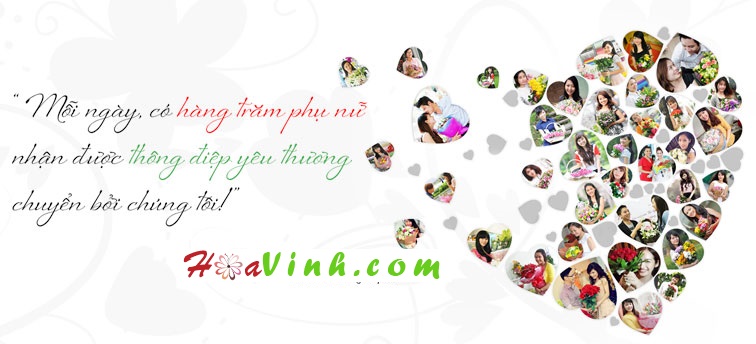 “ Mỗi ngày, có hàng trăm phụ nữ
nhận được thông điệp yêu thương
chuyển bởi chúng tôi!”
HoaVinh.com